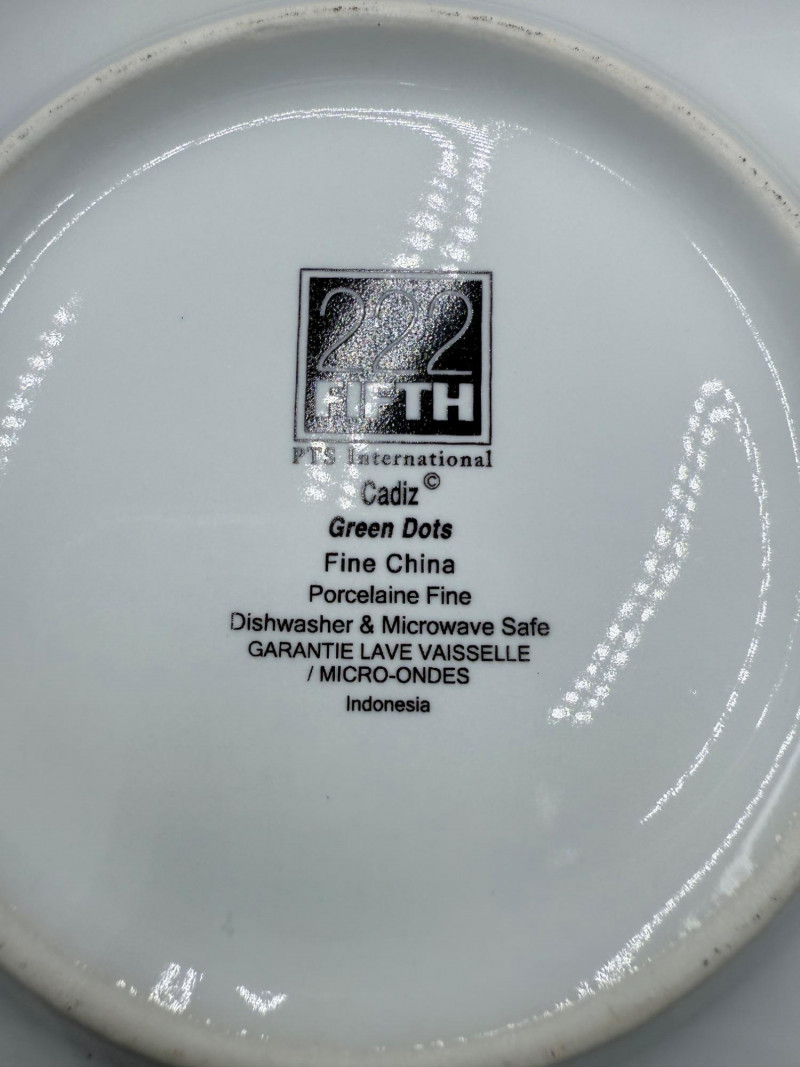 222
FIFTH
PTS International
Cadiz©
Green Dots
Fine China
Porcelaine Fine
Dishwasher & Microwave Safe
GARANTIE LAVE VAISSELLE
/ MICRO-ONDES
Indonesia